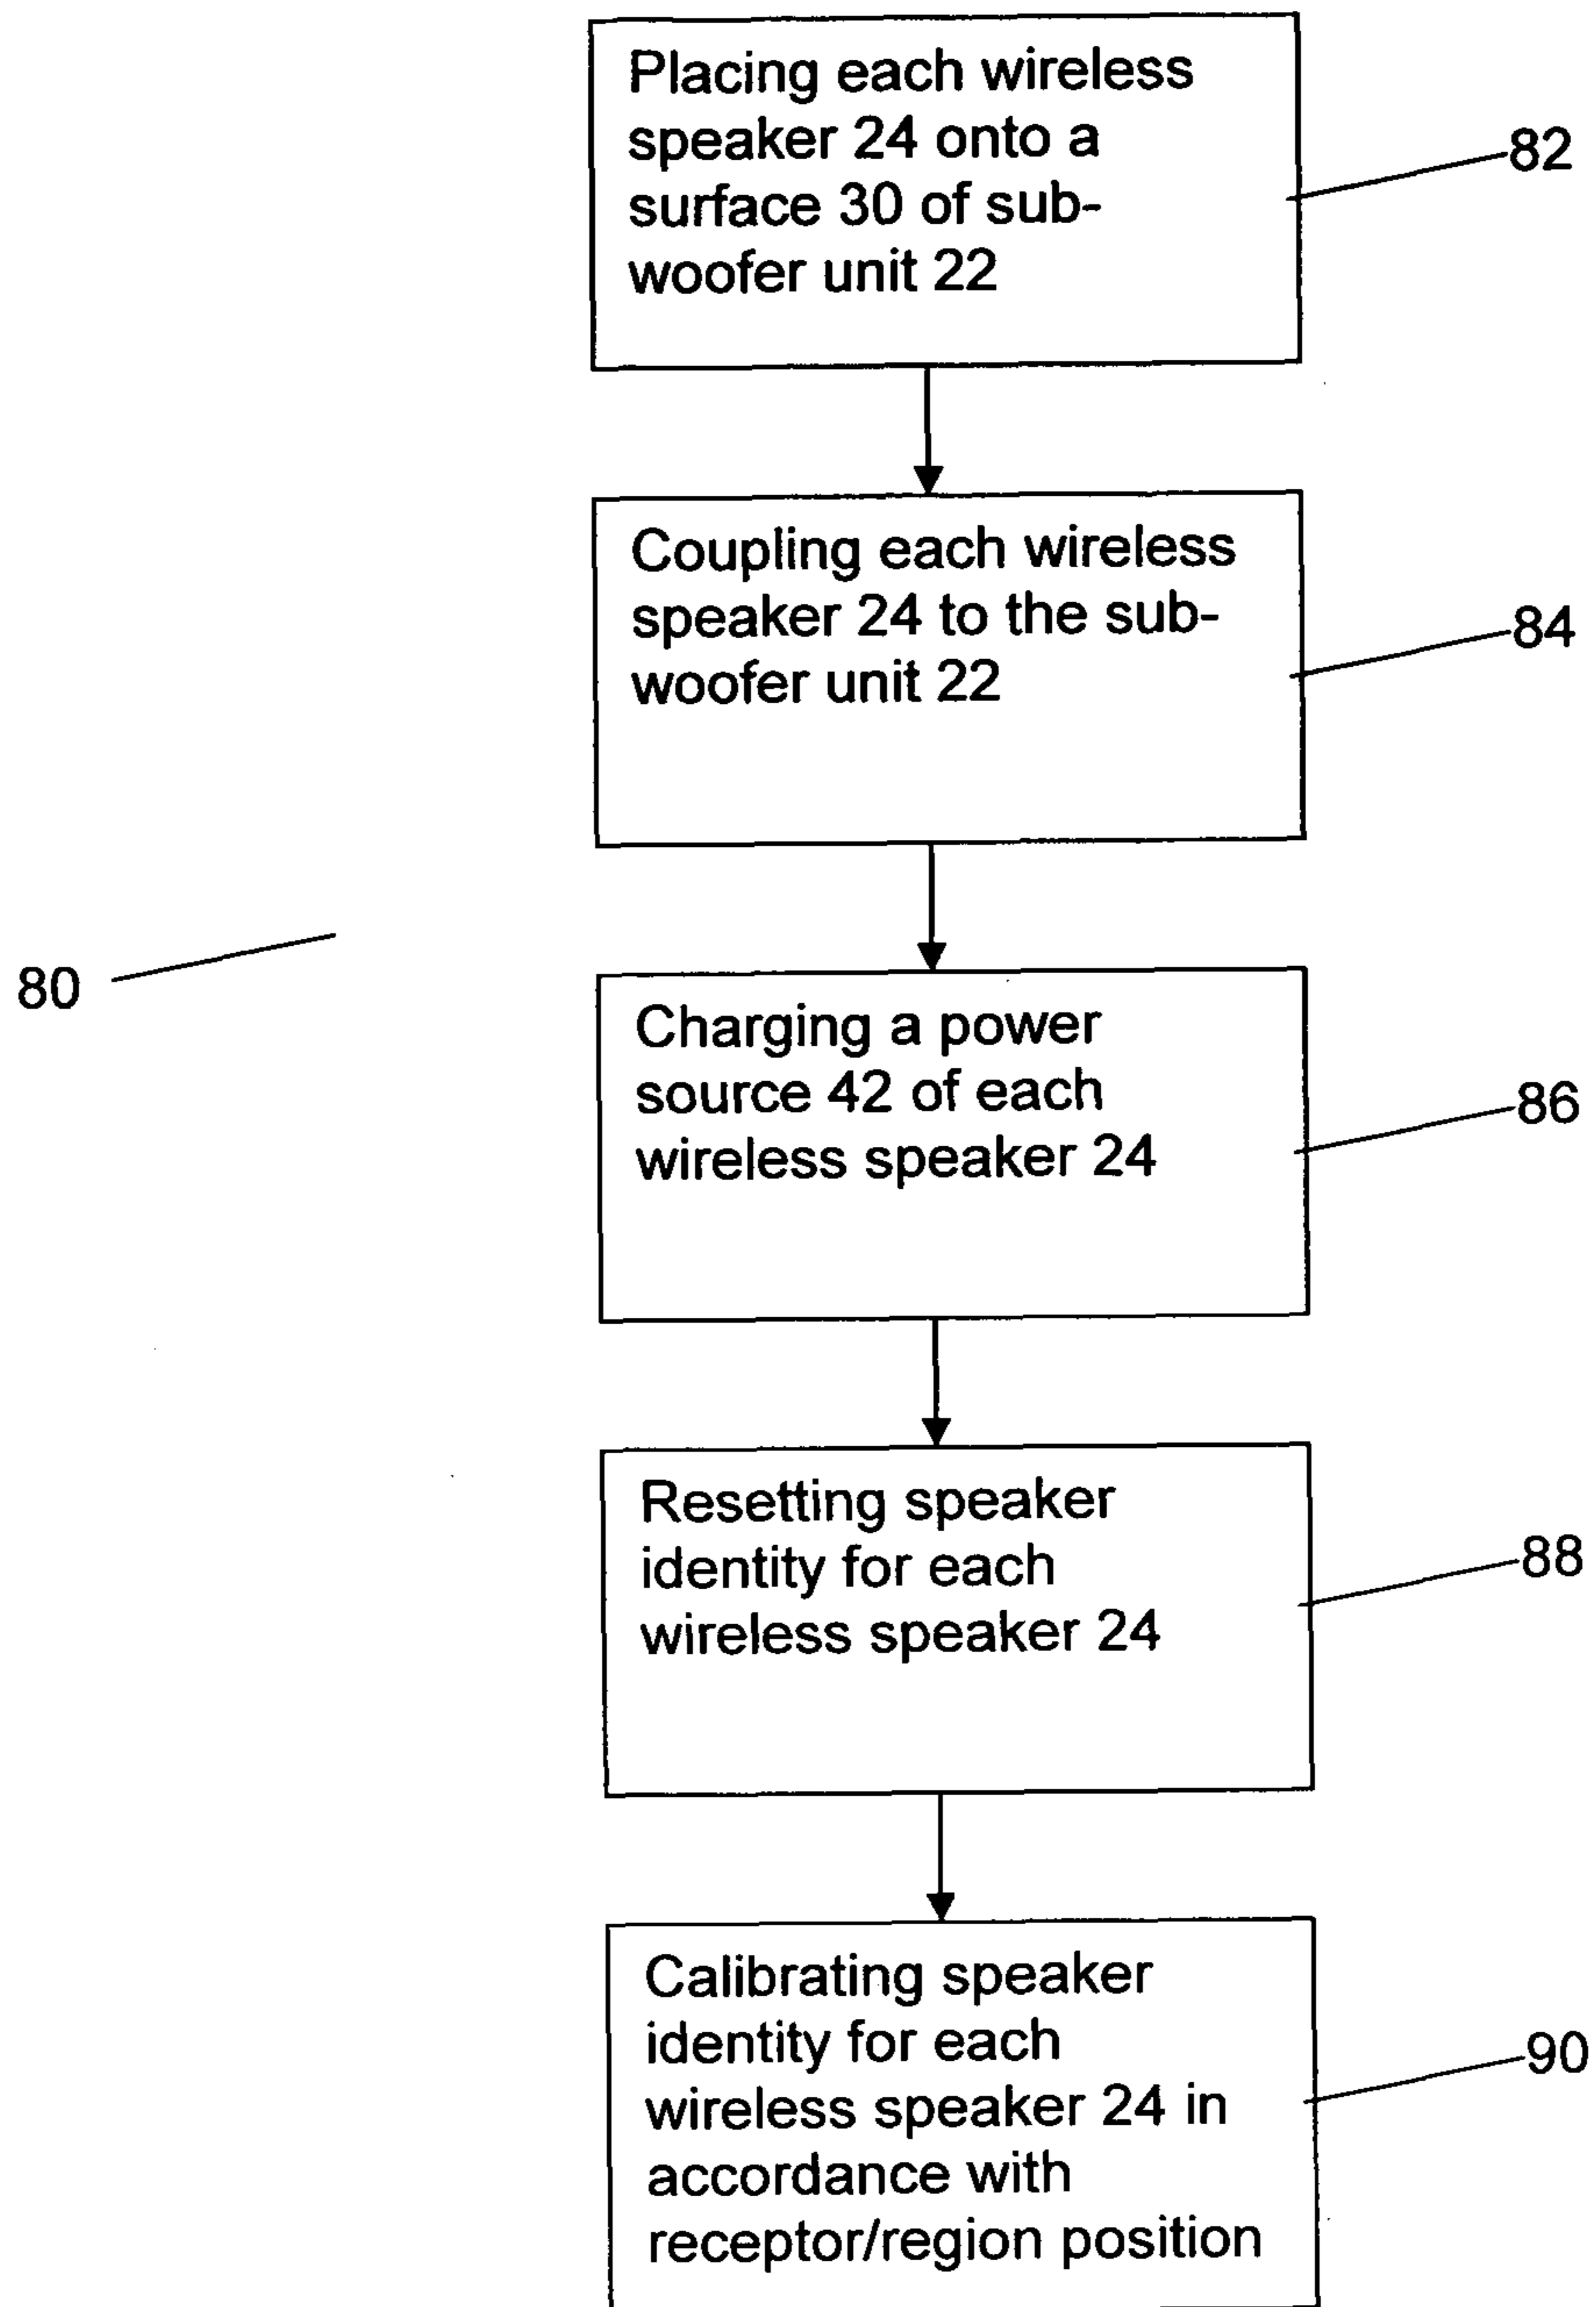 Placing each wireless
speaker 24 onto a
surface 30 of sub-
woofer unit 22
82
Coupling each wireless
speaker 24 to the sub-
woofer unit 22
84
80
Charging a power
source 42 of each
wireless speaker 24
86
Resetting speaker
identity for each
wireless speaker 24
88
Calibrating speaker
identity for each
wireless speaker 24 in
accordance with
receptor/region position
90